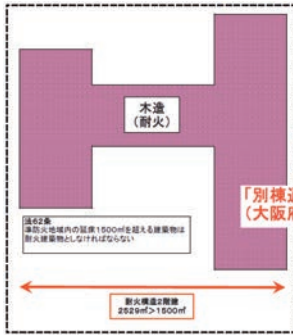 木造
(耐火)
法62条
準防火地域内の延床1500㎡を超える建築物は
耐火建築物としなければならない
「別棟
(大阪府
耐火構造2階建
2529㎡>1500㎡